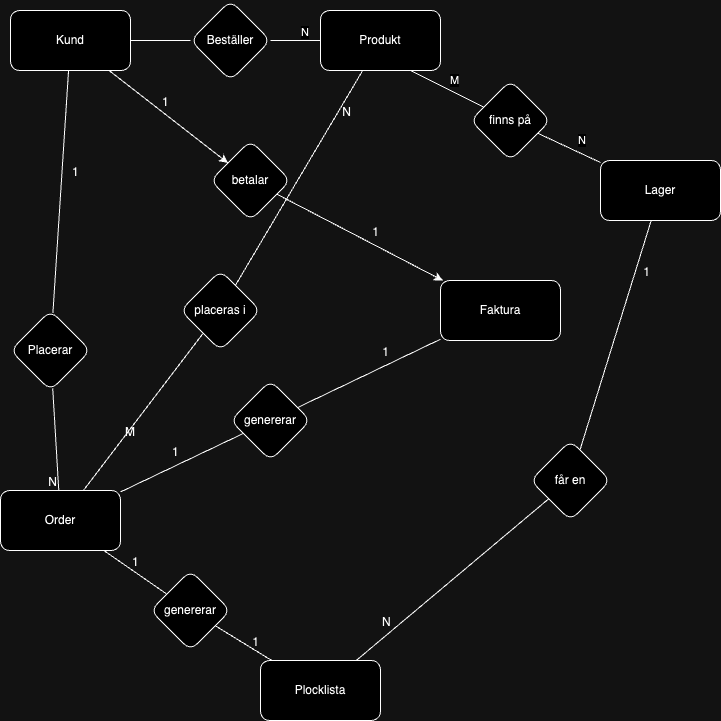 Kund
Beställer
N
Produkt
M
1
N
finns på
N
1
betalar
Lager
1
1
placeras i
Faktura
Placerar
1
genererar
M
1
N
får en
Order
1
genererar
N
1
Plocklista